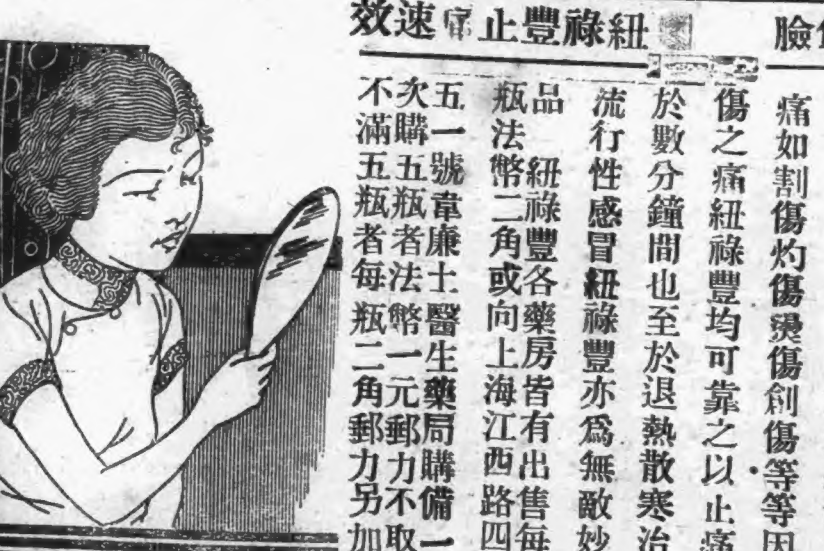 臉
紐祿豐止痛速效
痛如割傷灼傷燙傷創傷等等因
傷之痛紐祿豐均可靠之以止痛
於數分鐘間也至於退熱散寒治
流行性感冒紐祿豐亦爲無敵妙
品 紐祿豐各藥房皆有出售每
瓶法幣二角或向上海江西路四
五一號韋廉士醫生藥局購備一
次購五瓶者法幣一元郵力不取
不滿五瓶者每瓶二角郵力另加